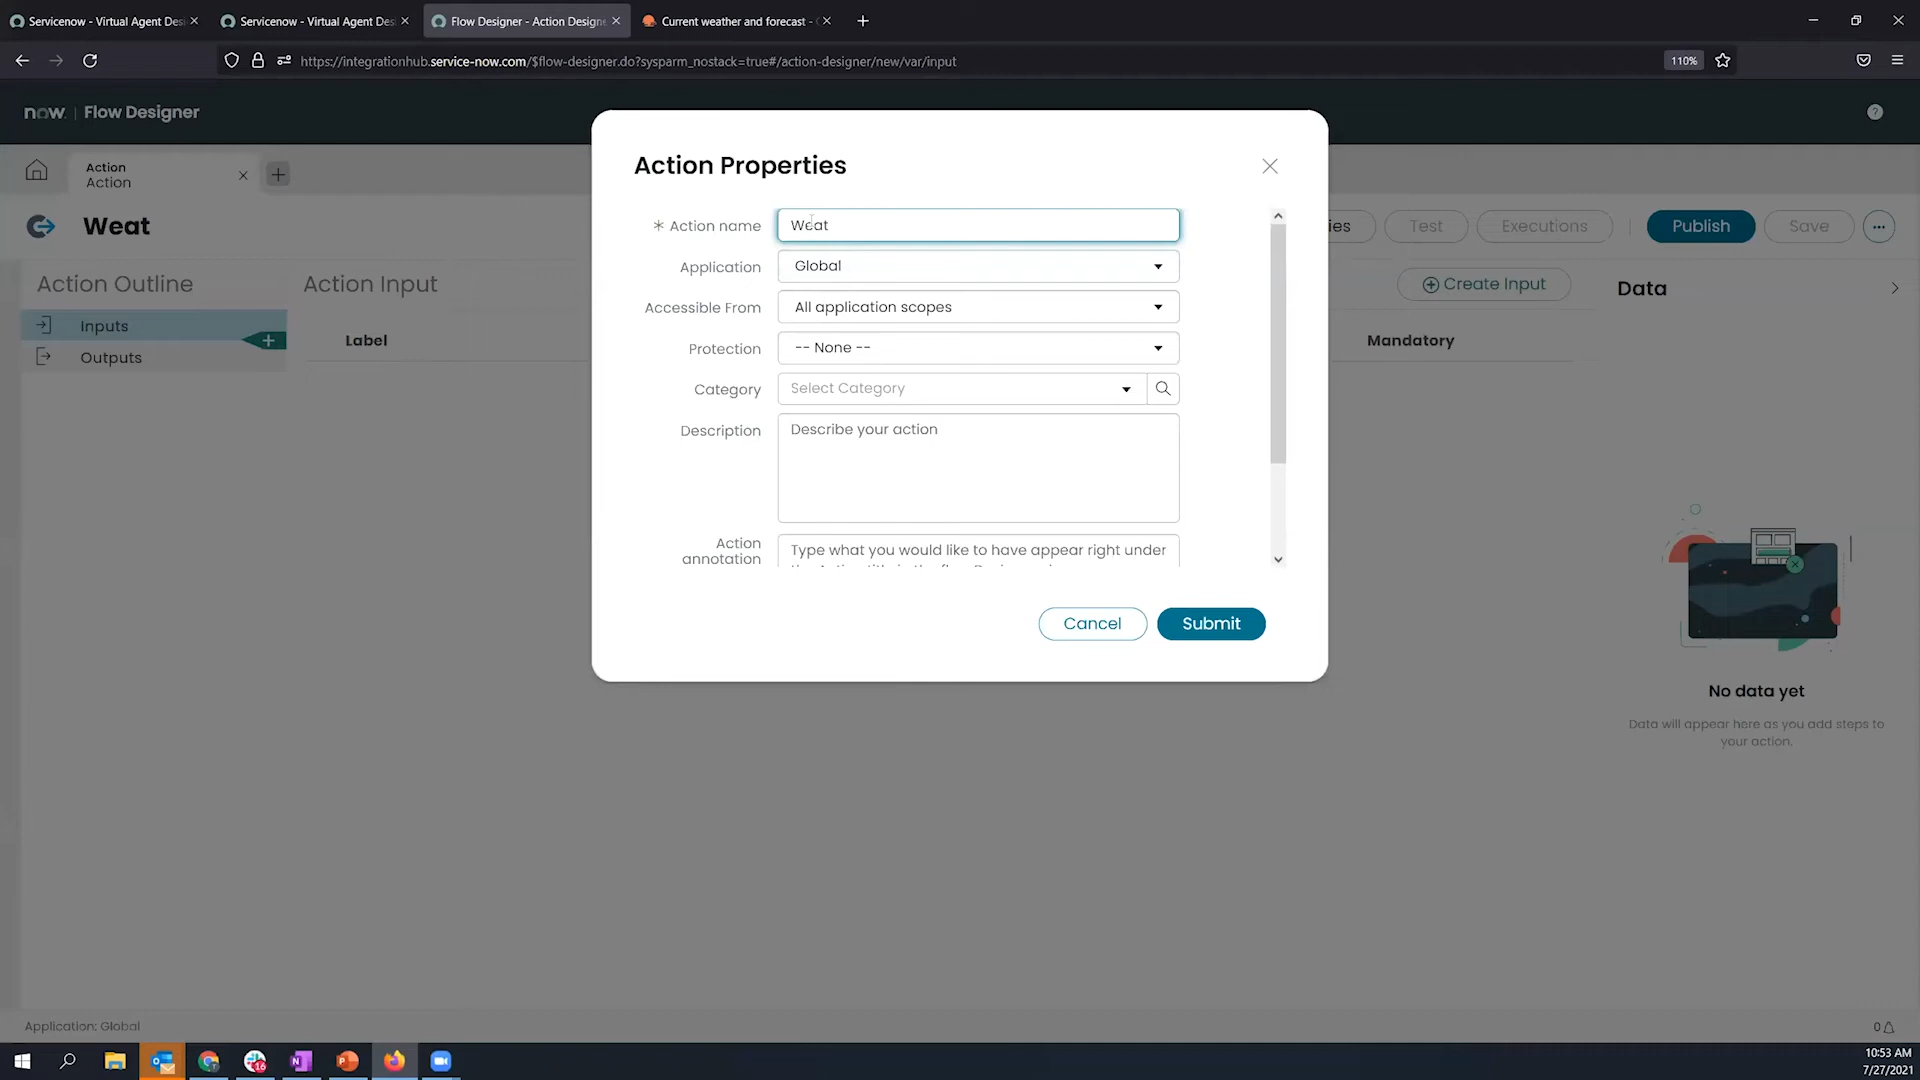 Servicenow - Virtual Agent Des
Servicenow - Virtual Agent Des
Flow Designer - Action Designe
Current weather and forecast -
https://integrationhub.service-now.com/$flow-designer.do?sysparm_nostack=true#/action-designer/new/var/input
110%
now | Flow Designer
Action
Action
Weat
ies
Test
Executions
Publish
Save
Action Outline
Inputs
Outputs
Action Input
Label
Create Input
Mandatory
Data
No data yet
Data will appear here as you add steps to
your action.
Action Properties
* Action name
Weat
Application
Global
Accessible From
All application scopes
Protection
-- None --
Category
Select Category
Description
Describe your action
Action
annotation
Type what you would like to have appear right under
Cancel
Submit
Application: Global
0
16
10:53 AM
7/27/2021